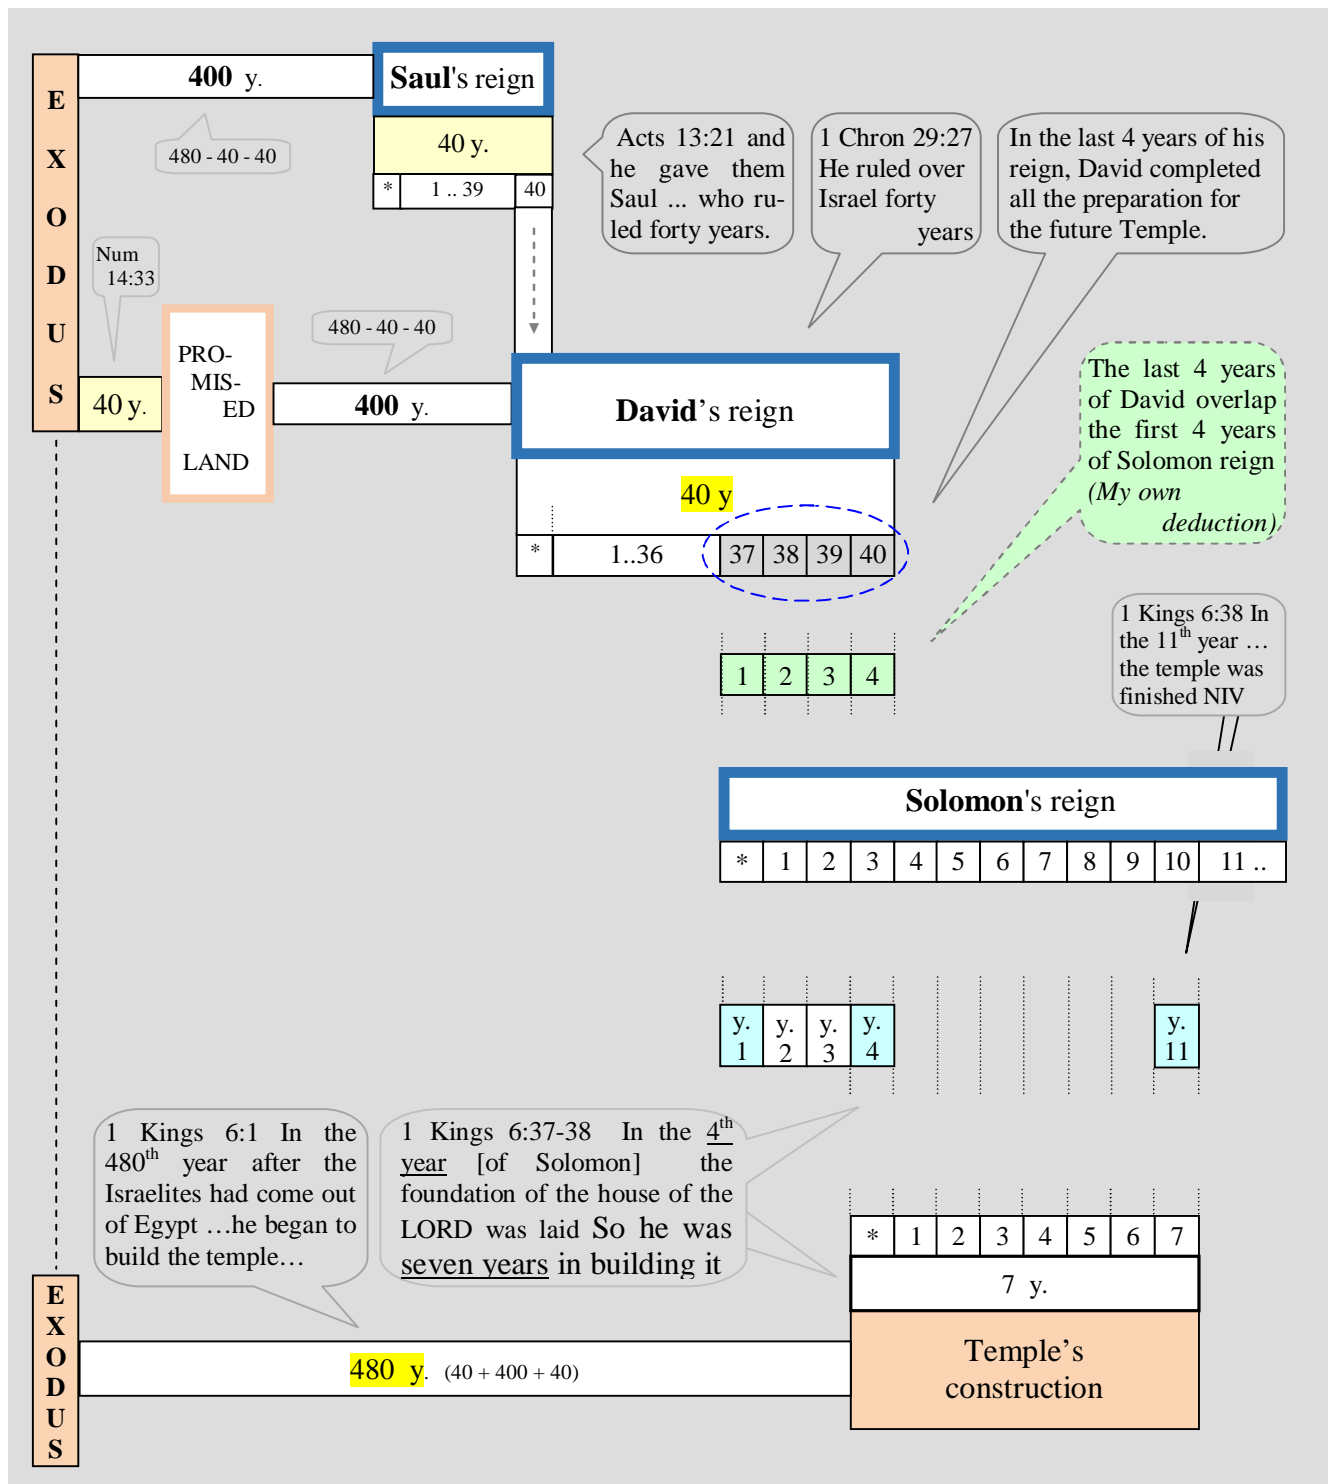 E
X
O
D
U
S
400 y.
Saul's reign
480 - 40 - 40
40 y.
* 1 .. 39 40
Acts 13:21 and
he gave them
Saul ... who ru-
led forty years.
1 Chron 29:27
He ruled over
Israel forty
years
In the last 4 years of his
reign, David completed
all the preparation for
the future Temple.
Num
14:33
40 y.
PRO-
MIS-
ED
LAND
480 - 40 - 40
400 y.
David’s reign
The last 4 years
of David overlap
the first 4 years
of Solomon reign
(My own
deduction)
40 y
* 1..36 37 38 39 40
1 2 3 4
1 Kings 6:38 In
the 11th year …
the temple was
finished NIV
Solomon's reign
* 1 2 3 4 5 6 7 8 9 10 11 ..
y. y. y. y. y.
1 2 3 4 11
1 Kings 6:1 In the
480th year after the
Israelites had come out
of Egypt …he began to
build the temple…
1 Kings 6:37-38 In the 4th
year [of Solomon] the
foundation of the house of the
LORD was laid So he was
seven years in building it
* 1 2 3 4 5 6 7
7 y.
Temple’s
construction
E
X
O
D
U
S
480 y. (40 + 400 + 40)